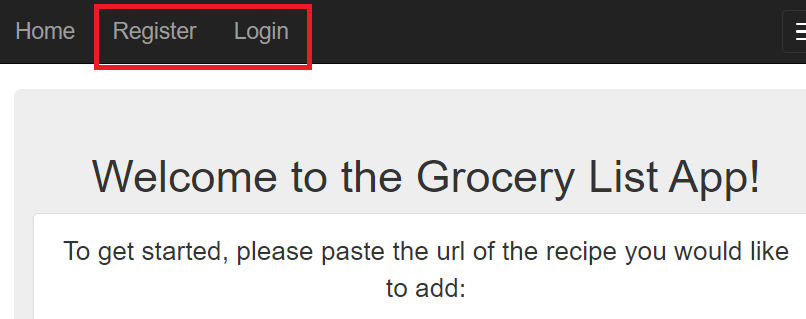 Home Register Login
Welcome to the Grocery List App!
To get started, please paste the url of the recipe you would like
to add: